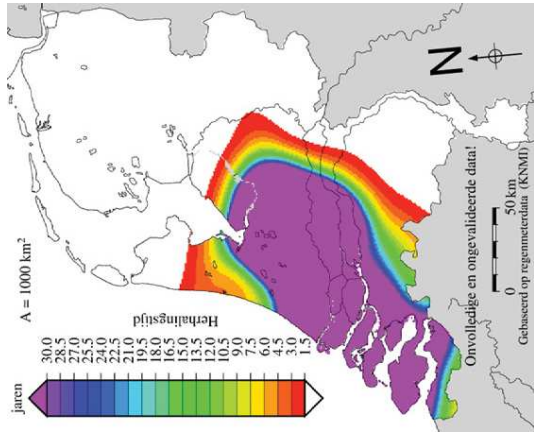 A = 1000 km²
Herhalingstijd
jaren
30.0
28.5
27.0
25.5
24.0
22.5
21.0
19.5
18.0
16.5
15.0
13.5
12.0
10.5
9.0
7.5
6.0
4.5
3.0
1.5
N
Onvolledige en ongevalideerde data!
0 50 km
Gebaseerd op regenmeterdata (KNMI)